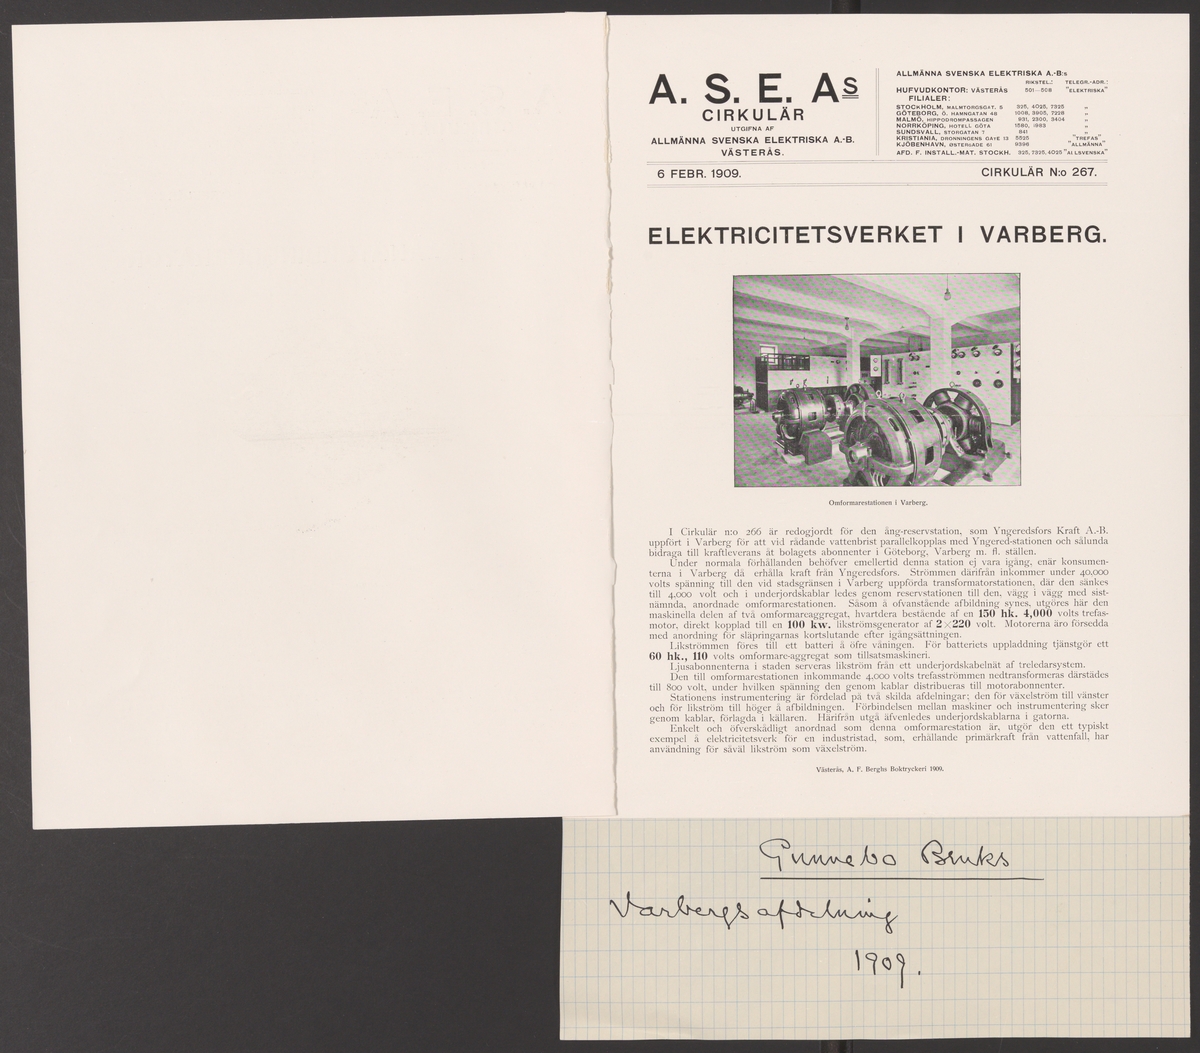 A. S. E. As
CIRKULÄR
UTGIFNA AF
ALLMÄNNA SVENSKA ELEKTRISKA A.-B.
VÄSTERÅS.
ALLMÄNNA SVENSKA ELEKTRISKA A.-B:s
RIKSTEL.: TELEGR.-ADR.:
HUFVUDKONTOR: VÄSTERÅS 501—508 "ELEKTRISKA"
FILIALER:
STOCKHOLM, MALMTORGSGAT. 5 325, 4025, 7325 "
GÖTEBORG, Ö. HAMNGATAN 48 1008, 3905, 7228 "
MALMÖ, HIPPODROMPASSAGEN 931, 2300, 3404 "
NORRKÖPING, HOTELL GÖTA 1580, 1983 "
SUNDSVALL, STORGATAN 7 841 "
KRISTIANIA, DRONNINGENS GATE 13 5525 "TREFAS"
KJÖBENHAVN, ØSTERGADE 61 9396 "ALLMÄNNA"
AFD. F. INSTALL.-MAT. STOCKH. 325, 7325, 4025 "ALLSVENSKA"
6 FEBR. 1909. CIRKULÄR N:o 267.
ELEKTRICITETSVERKET I VARBERG.
Omformarestationen i Varberg.
I Cirkulär n:o 266 är redogjordt för den ång-reservstation, som Yngeredsfors Kraft A.-B.
uppfört i Varberg för att vid rådande vattenbrist parallelkopplas med Yngered-stationen och sålunda
bidraga till kraftleverans åt bolagets abonnenter i Göteborg, Varberg m. fl. ställen.
Under normala förhållanden behöfver emellertid denna station ej vara igång, enär konsumen-
terna i Varberg då erhålla kraft från Yngeredsfors. Strömmen därifrån inkommer under 40,000
volts spänning till den vid stadsgränsen i Varberg uppförda transformatorstationen, där den sänkes
till 4,000 volt och i underjordskablar ledes genom reservstationen till den, vägg i vägg med sist-
nämnda, anordnade omformarestationen. Såsom å ofvanstående afbildning synes, utgöres här den
maskinella delen af två omformareaggregat, hvartdera bestående af en 150 hk. 4,000 volts trefas-
motor, direkt kopplad till en 100 kw. likströmsgenerator af 2×220 volt. Motorerna äro försedda
med anordning för släpringarnas kortslutande efter igångsättningen.
Likströmmen föres till ett batteri å öfre våningen. För batteriets uppladdning tjänstgör ett
60 hk., 110 volts omformare-aggregat som tillsatsmaskineri.
Ljusabonnenterna i staden serveras likström från ett underjordskabelnät af treledarsystem.
Den till omformarestationen inkommande 4,000 volts trefasströmmen nedtransformeras därstädes
till 800 volt, under hvilken spänning den genom kablar distribueras till motorabonnenter.
Stationens instrumentering är fördelad på två skilda afdelningar; den för växelström till vänster
och för likström till höger å afbildningen. Förbindelsen mellan maskiner och instrumentering sker
genom kablar, förlagda i källaren. Härifrån utgå äfvenledes underjordskablarna i gatorna.
Enkelt och öfverskådligt anordnad som denna omformarestation är, utgör den ett typiskt
exempel å elektricitetsverk för en industristad, som, erhållande primärkraft från vattenfall, har
användning för såväl likström som växelström.
Västerås, A. F. Berghs Boktryckeri 1909.
Gunnebo Bruks
Varbergsafdelning
1909.